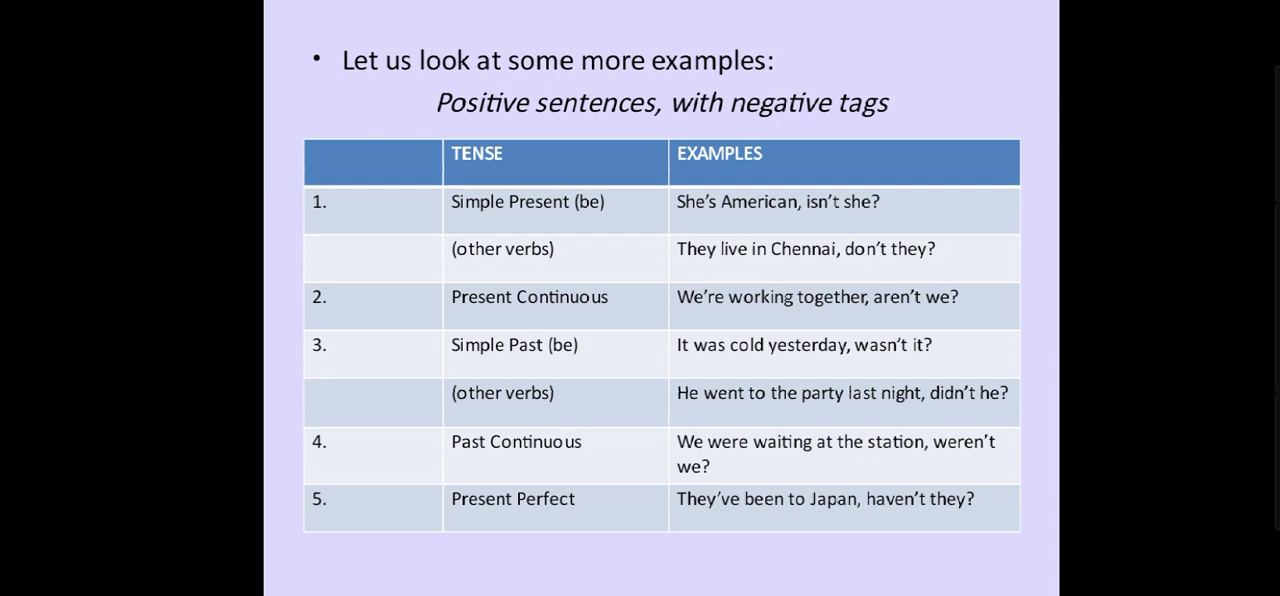 • Let us look at some more examples:
Positive sentences, with negative tags
TENSE EXAMPLES
1. Simple Present (be) She’s American, isn’t she?
(other verbs) They live in Chennai, don’t they?
2. Present Continuous We’re working together, aren’t we?
3. Simple Past (be) It was cold yesterday, wasn’t it?
(other verbs) He went to the party last night, didn’t he?
4. Past Continuous We were waiting at the station, weren’t
we?
5. Present Perfect They’ve been to Japan, haven’t they?